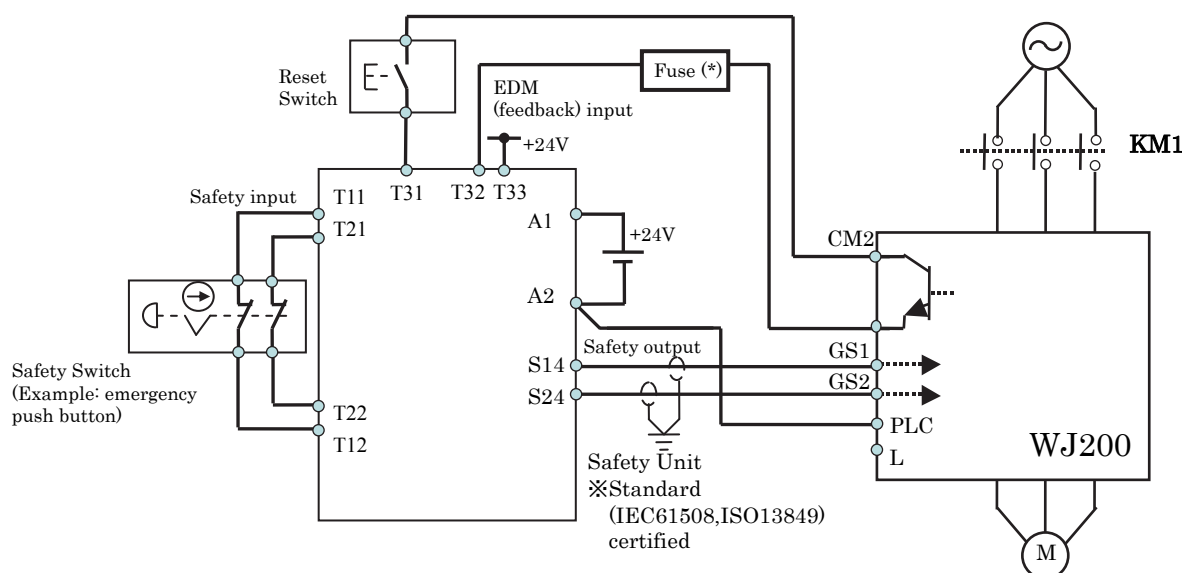 Reset
Switch
EDM
(feedback) input
Fuse (*)
+24V
KM1
Safety input
T11
T31
T32
T33
T21
A1
+24V
CM2
A2
Safety output
S14
GS1
S24
GS2
Safety Switch
(Example: emergency
push button)
T22
T12
PLC
L
WJ200
Safety Unit
※Standard
(IEC61508,ISO13849)
certified
M